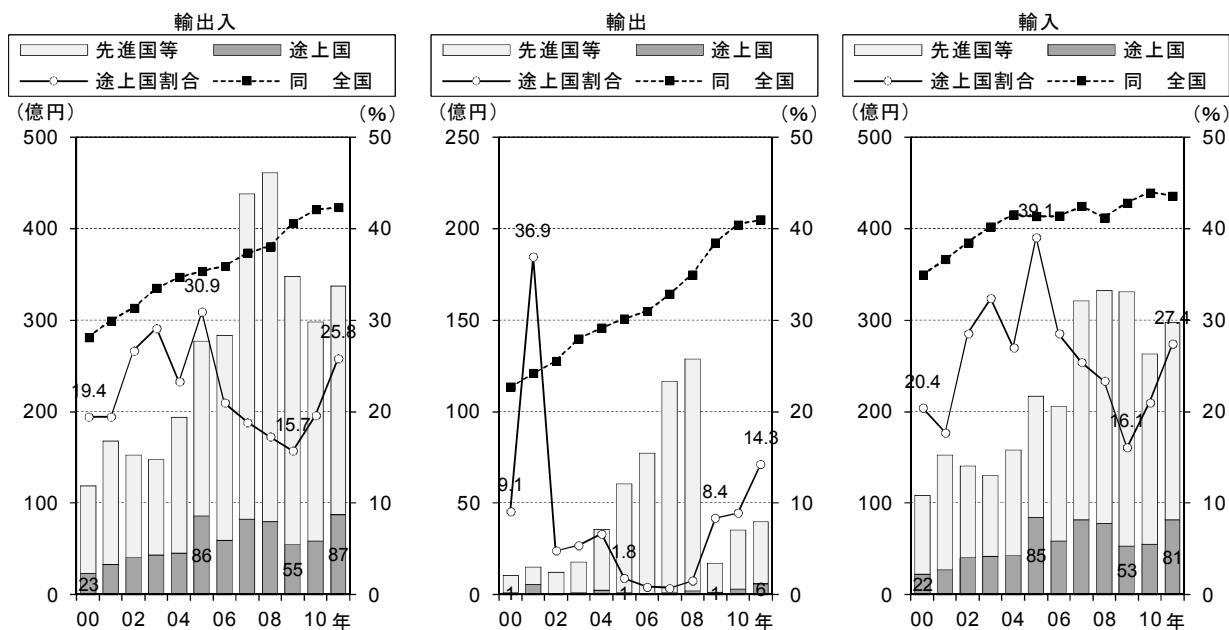 輸出入
先進国等 途上国
途上国割合 同 全国
(億円) (%)
500 50
400 40
300 30
200 20
100 10
0 0
19.4
30.9
15.7
25.8
23
86
55
87
00 02 04 06 08 10 年
輸出
先進国等 途上国
途上国割合 同 全国
(億円) (%)
250 50
200 40
150 30
100 20
50 10
0 0
9.1
36.9
1.8
8.4
14.3
1
1
1
6
00 02 04 06 08 10 年
輸入
先進国等 途上国
途上国割合 同 全国
(億円) (%)
500 50
400 40
300 30
200 20
100 10
0 0
20.4
39.1
16.1
27.4
22
85
53
81
00 02 04 06 08 10 年